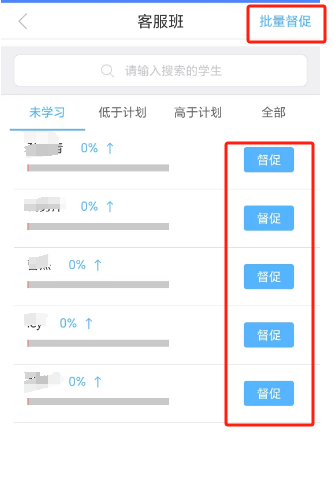 客服班 批量督促
请输入搜索的学生
未学习 低于计划 高于计划 全部
0% ↑ 督促
0% ↑ 督促
0% ↑ 督促
0% ↑ 督促
0% ↑ 督促